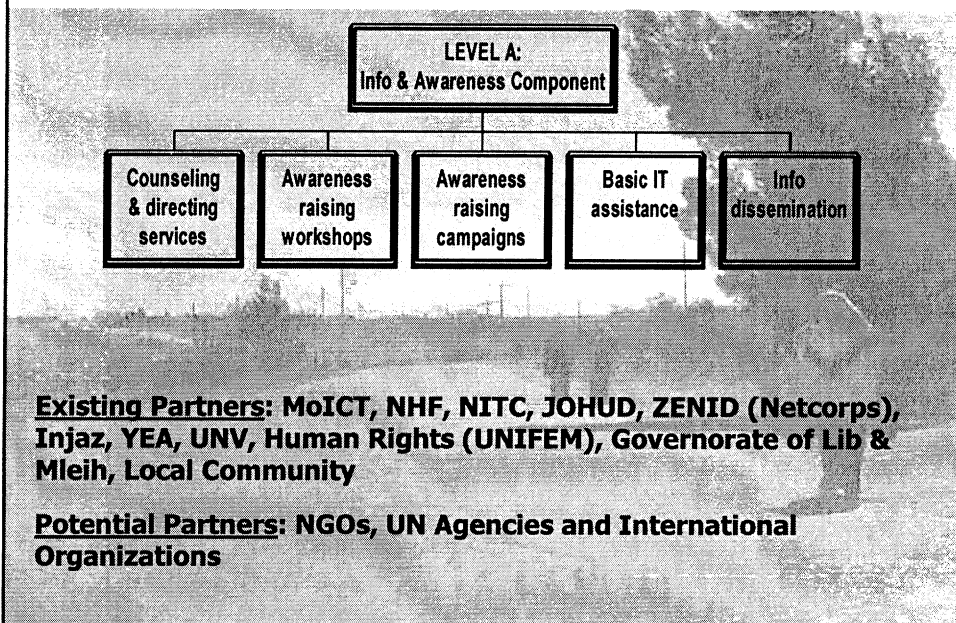 LEVEL A:
Info & Awareness Component
Counseling
& directing
services
Awareness
raising
workshops
Awareness
raising
campaigns
Basic IT
assistance
Info
dissemination
Existing Partners: MoICT, NHF, NITC, JOHUD, ZENID (Netcorps),
Injaz, YEA, UNV, Human Rights (UNIFEM), Governorate of Lib &
Mleih, Local Community
Potential Partners: NGOs, UN Agencies and International
Organizations